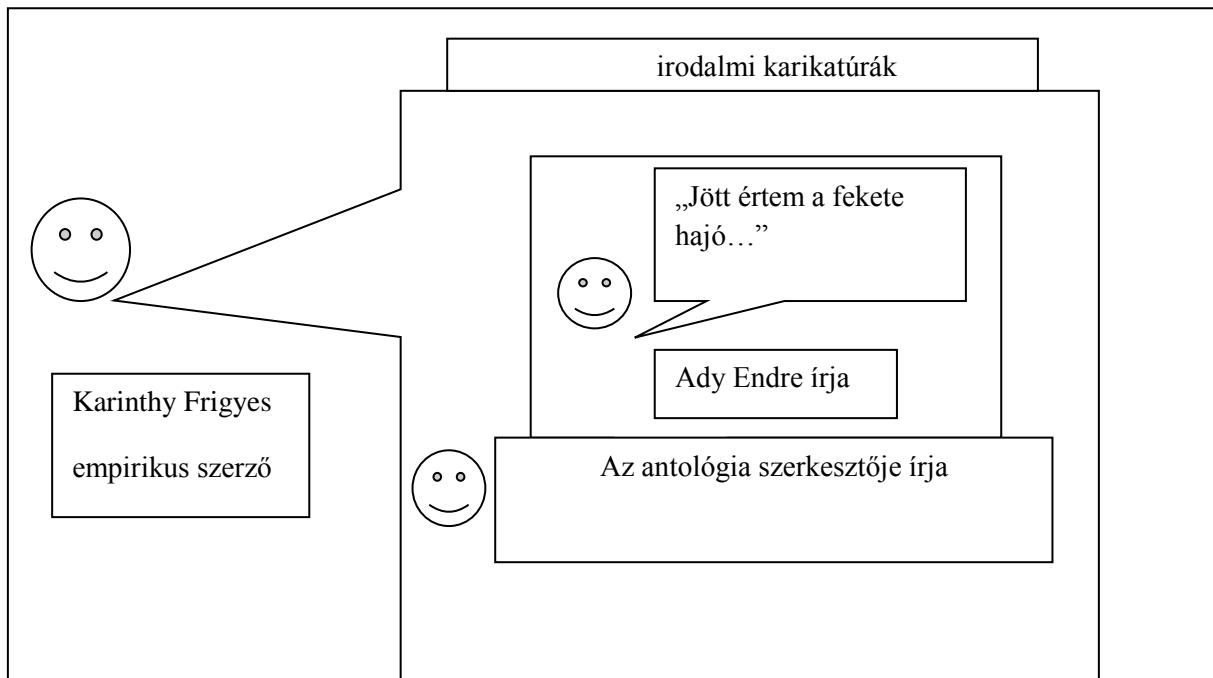 irodalmi karikatúrák
„Jött értem a fekete
hajó…”
Ady Endre írja
Karinthy Frigyes
empirikus szerző
Az antológia szerkesztője írja